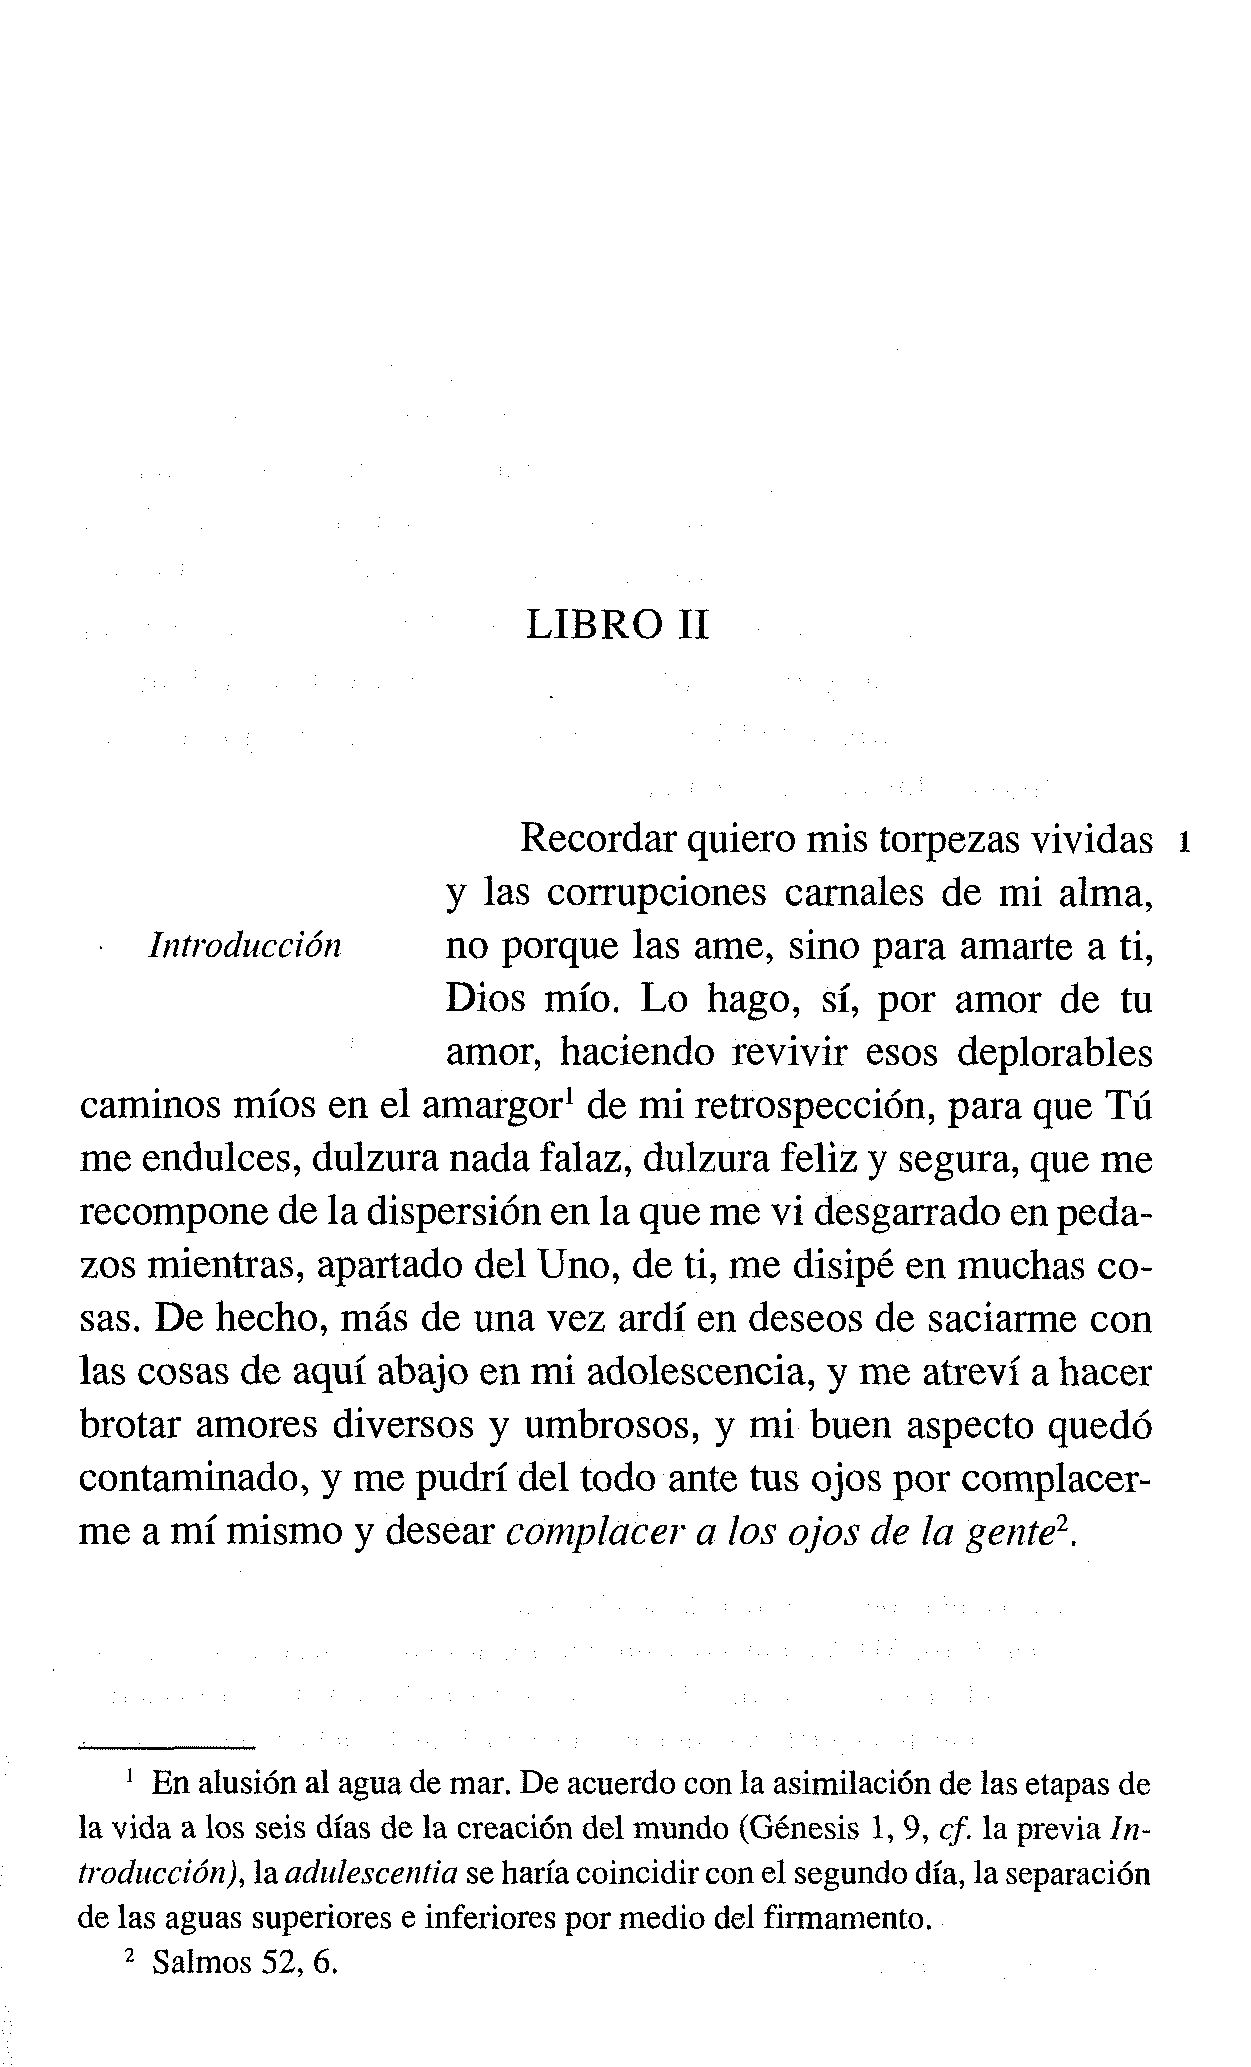 LIBRO II
Recordar quiero mis torpezas vividas 1
y las corrupciones carnales de mi alma,
Introducción
no porque las ame, sino para amarte a ti,
Dios mío. Lo hago, sí, por amor de tu
amor, haciendo revivir esos deplorables
caminos míos en el amargor¹ de mi retrospección, para que Tú
me endulces, dulzura nada falaz, dulzura feliz y segura, que me
recompone de la dispersión en la que me vi desgarrado en peda-
zos mientras, apartado del Uno, de ti, me disipé en muchas co-
sas. De hecho, más de una vez ardí en deseos de saciarme con
las cosas de aquí abajo en mi adolescencia, y me atreví a hacer
brotar amores diversos y umbrosos, y mi buen aspecto quedó
contaminado, y me pudrí del todo ante tus ojos por complacer-
me a mí mismo y desear complacer a los ojos de la gente².
¹ En alusión al agua de mar. De acuerdo con la asimilación de las etapas de
la vida a los seis días de la creación del mundo (Génesis 1, 9, cf. la previa In-
troducción), la adulescentia se haría coincidir con el segundo día, la separación
de las aguas superiores e inferiores por medio del firmamento.
² Salmos 52, 6.